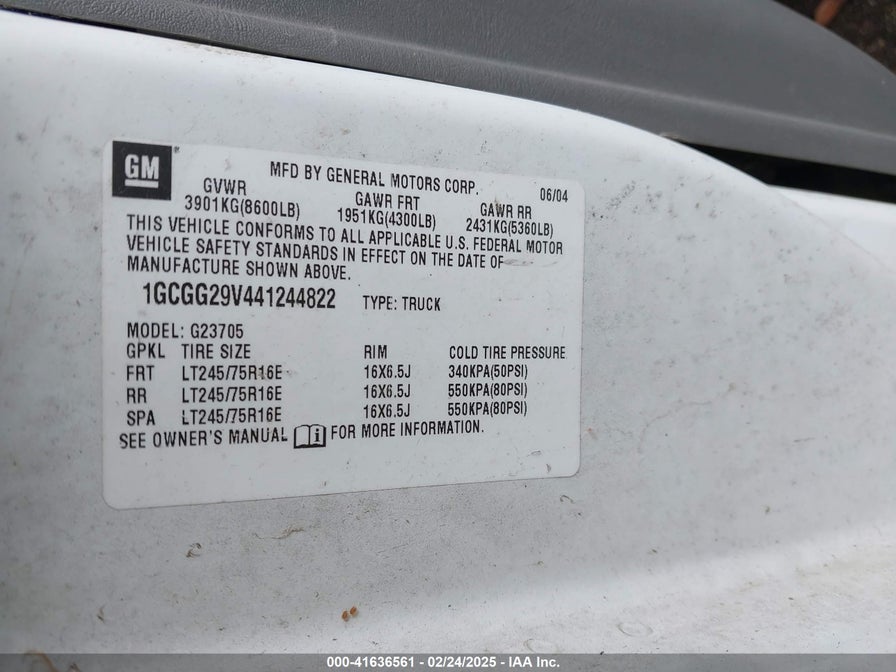 GM
MFD BY GENERAL MOTORS CORP. 06/04
GVWR GAWR FRT GAWR RR
3901KG(8600LB) 1951KG(4300LB) 2431KG(5360LB)
THIS VEHICLE CONFORMS TO ALL APPLICABLE U.S. FEDERAL MOTOR
VEHICLE SAFETY STANDARDS IN EFFECT ON THE DATE OF
MANUFACTURE SHOWN ABOVE.
1GCGG29V441244822 TYPE: TRUCK
MODEL: G23705
GPKL TIRE SIZE RIM COLD TIRE PRESSURE
FRT LT245/75R16E 16X6.5J 340KPA(50PSI)
RR LT245/75R16E 16X6.5J 550KPA(80PSI)
SPA LT245/75R16E 16X6.5J 550KPA(80PSI)
SEE OWNER'S MANUAL i FOR MORE INFORMATION.
000-41636561 - 02/24/2025 - IAA Inc.